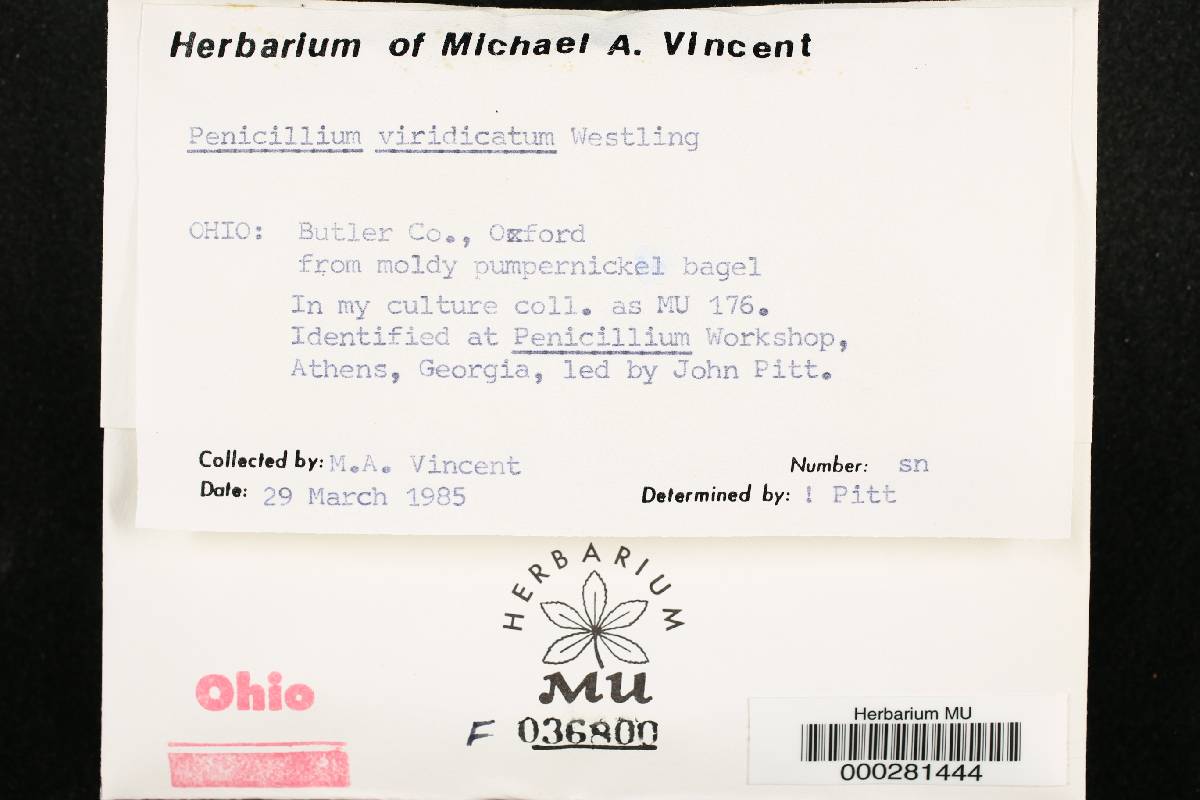 Herbarium of Michael A. Vincent
Penicillium viridicatum Westling
OHIO: Butler Co., Oxford
from moldy pumpernickel bagel
In my culture coll. as MU 176.
Identified at Penicillium Workshop,
Athens, Georgia, led by John Pitt.
Collected by: M.A. Vincent
Number: sn
Date: 29 March 1985
Determined by: ! Pitt
HERBARIUM
MU
Ohio
F 036800
Herbarium MU
000281444